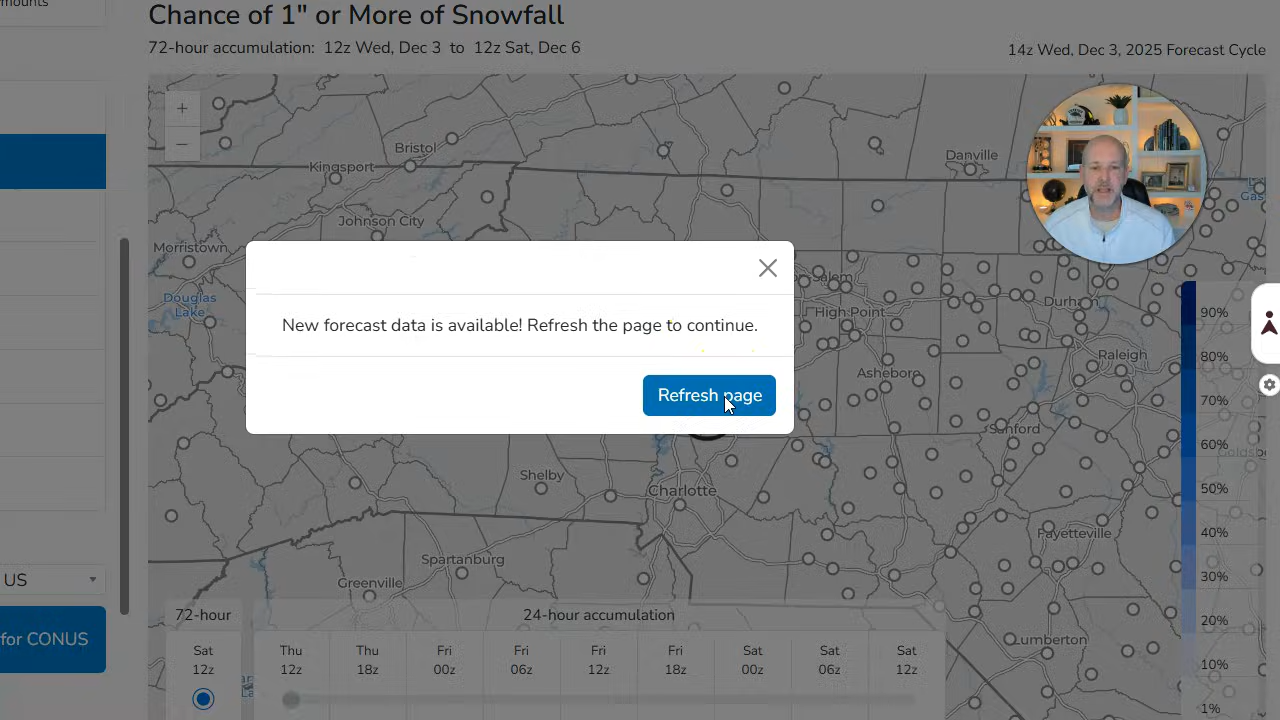 mounts
Chance of 1" or More of Snowfall
72-hour accumulation: 12z Wed, Dec 3 to 12z Sat, Dec 6
14z Wed, Dec 3, 2025 Forecast Cycle
+
−
Bristol
Kingsport
Danville
Johnson City
Morristown
Douglas
Lake
Gas
Salem
High Point
Durham
Raleigh
Asheboro
Sanford
Goldsb
New forecast data is available! Refresh the page to continue.
Refresh page
90%
80%
70%
60%
50%
40%
30%
20%
10%
1%
Shelby
Charlotte
Spartanburg
Greenville
Fayetteville
Lumberton
US
for CONUS
72-hour
24-hour accumulation
Sat
12z
Thu
12z
Thu
18z
Fri
00z
Fri
06z
Fri
12z
Fri
18z
Sat
00z
Sat
06z
Sat
12z